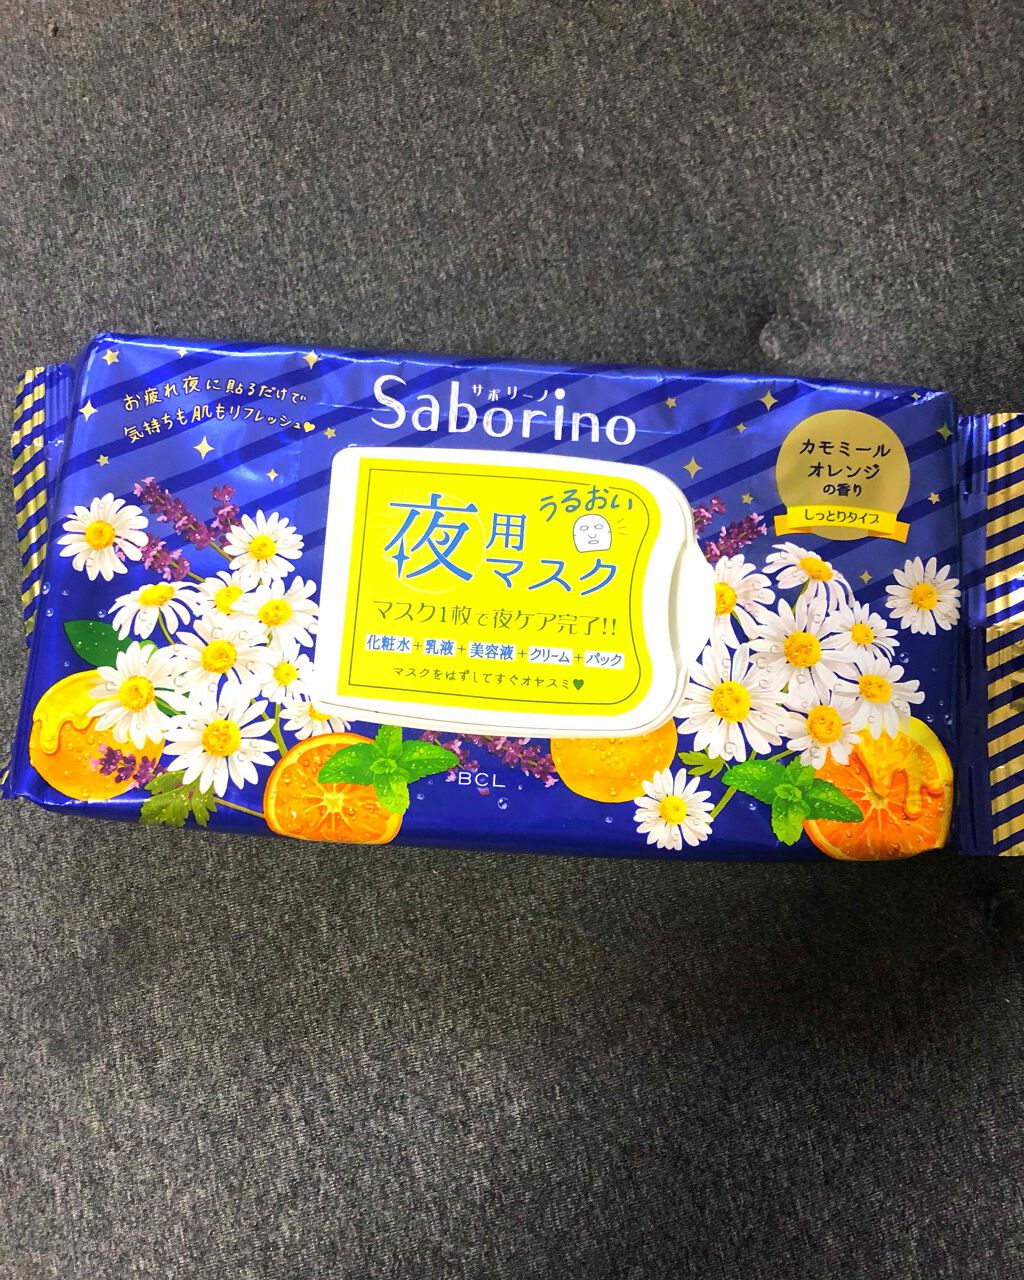 お疲れ夜に貼るだけで
気持ちも肌もリフレッシュ♥
サボリーノ
Saborino
カモミール
オレンジ
の香り
しっとりタイプ
うるおい
夜用
マスク
マスク1枚で夜ケア完了!!
化粧水+乳液+美容液+クリーム+パック
マスクをはずしてすぐオヤスミ♥
BCL